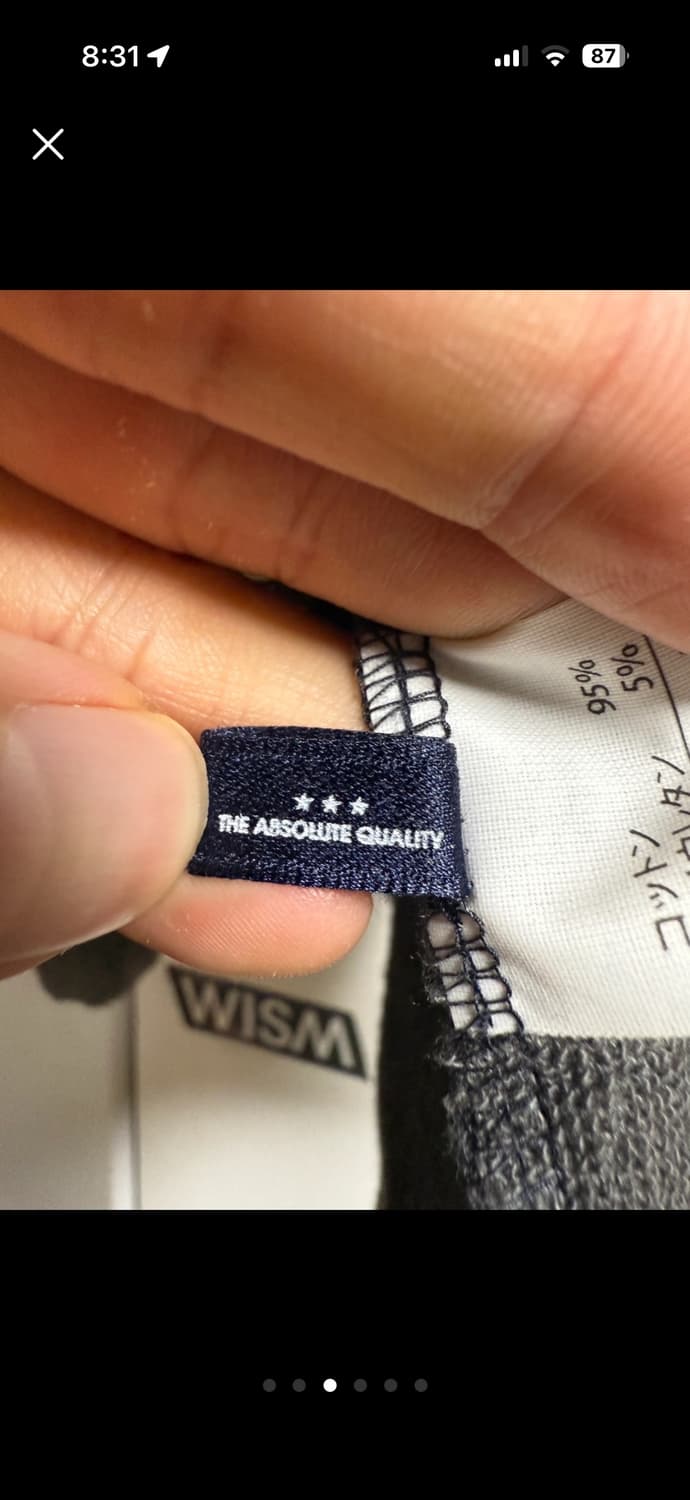 8:31
87
★★★
THE ABSOLUTE QUALITY
95%
5%
コットン
WISM